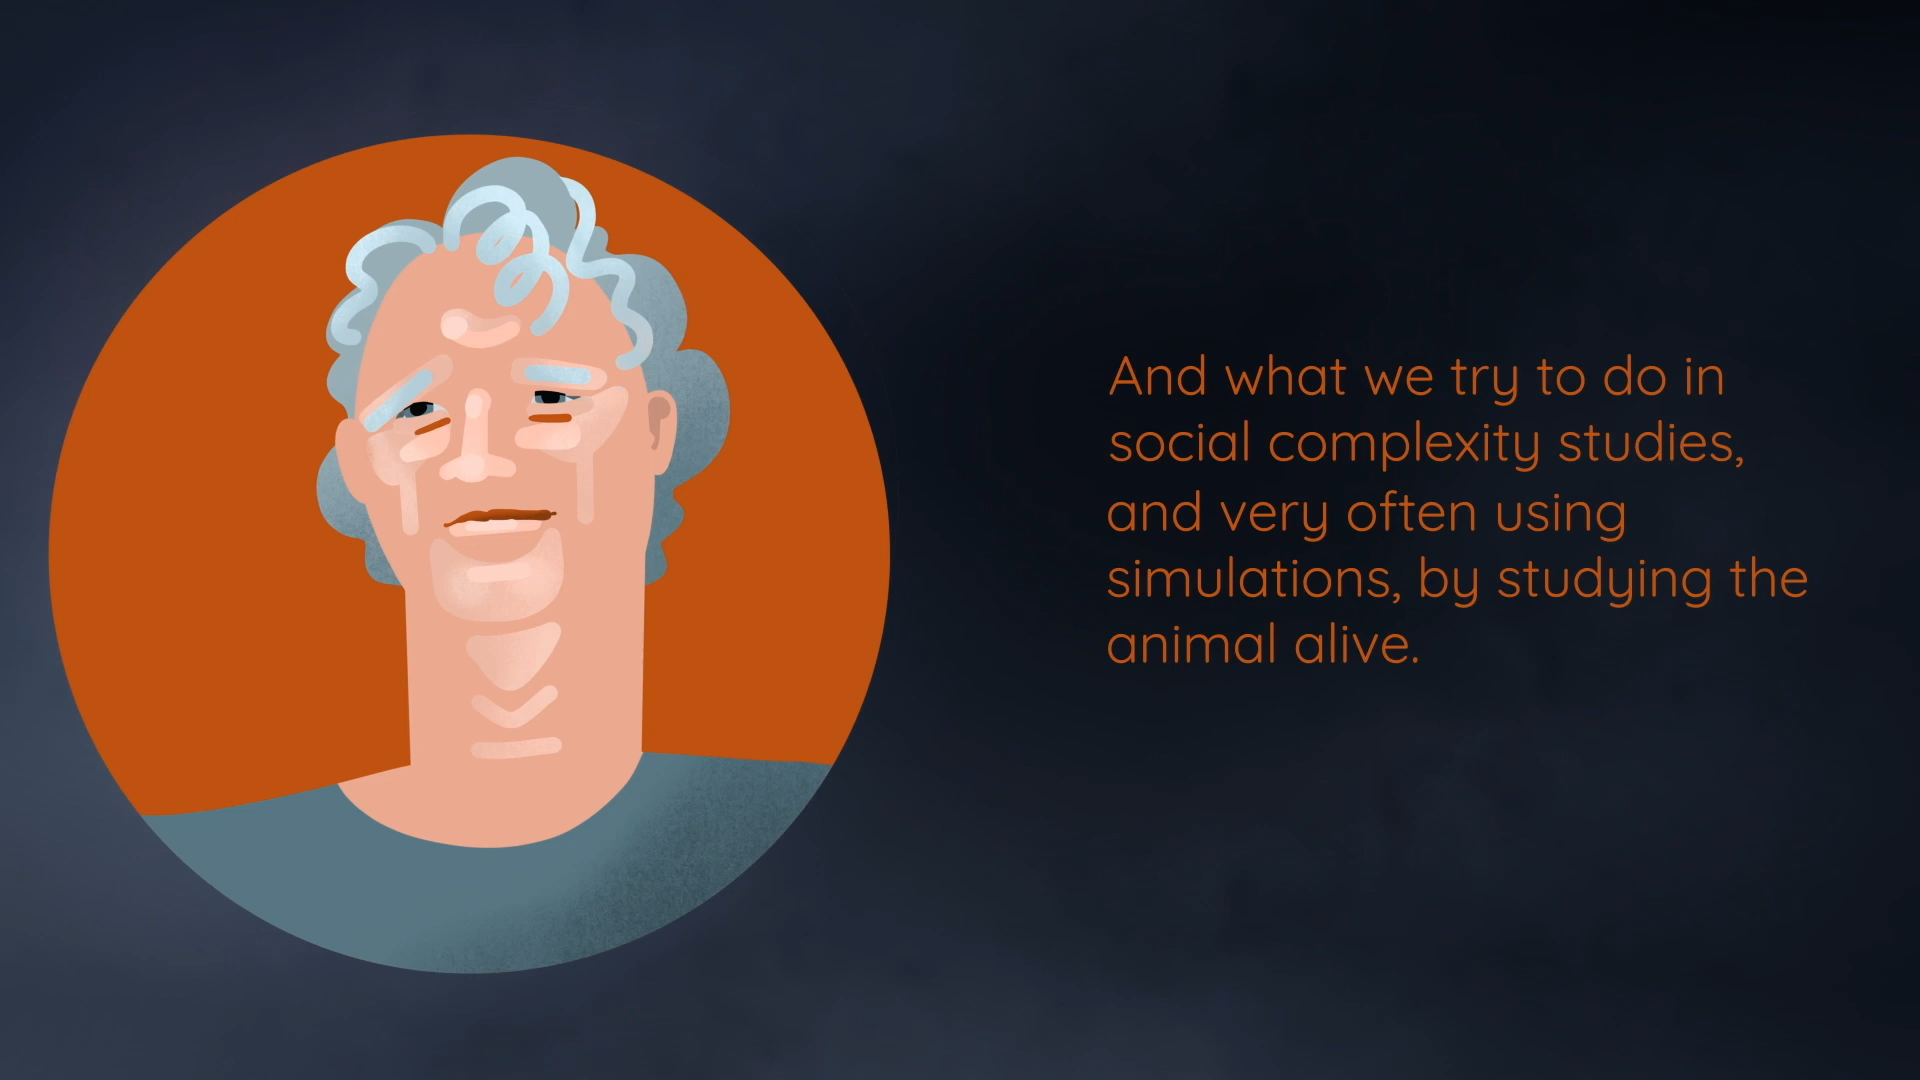 And what we try to do in
social complexity studies,
and very often using
simulations, by studying the
animal alive.